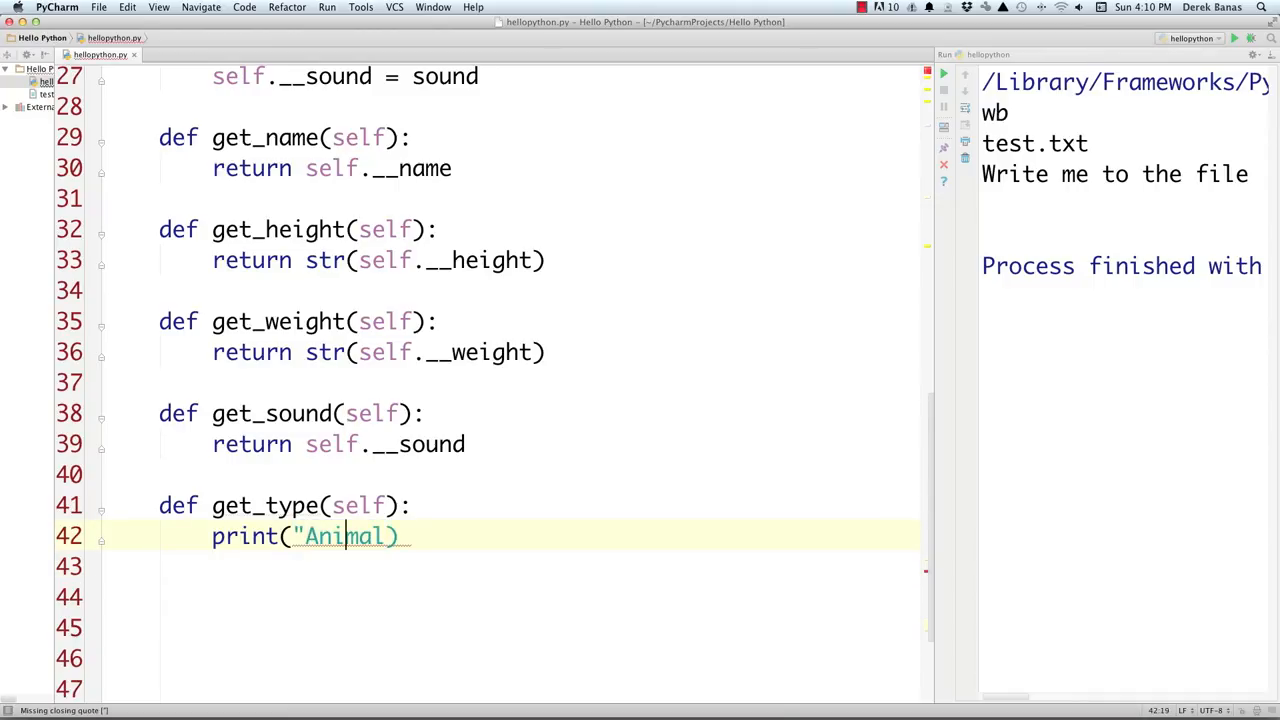 PyCharm File Edit View Navigate Code Refactor Run Tools VCS Window Help 10 Sun 4:10 PM Derek Banas
hellopython.py - Hello Python - [~/PycharmProjects/Hello Python]
Hello Python hellopython.py hellopython
hellopython.py Run hellopython
Hello P
hell
test
Extern
27 self.__sound = sound
28
29 def get_name(self):
30 return self.__name
31
32 def get_height(self):
33 return str(self.__height)
34
35 def get_weight(self):
36 return str(self.__weight)
37
38 def get_sound(self):
39 return self.__sound
40
41 def get_type(self):
42 print("Animal)
43
44
45
46
47
/Library/Frameworks/Py
wb
test.txt
Write me to the file
Process finished with
Missing closing quote ["] 42:19 LF UTF-8